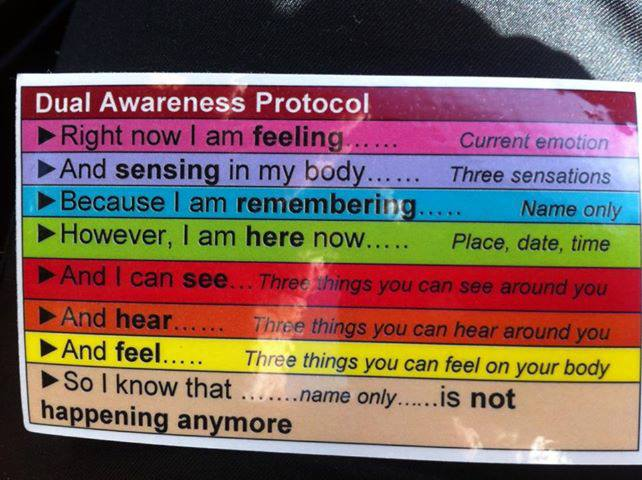 Dual Awareness Protocol
▶Right now I am feeling...... Current emotion
▶And sensing in my body...... Three sensations
▶Because I am remembering..... Name only
▶However, I am here now..... Place, date, time
▶And I can see... Three things you can see around you
▶And hear...... Three things you can hear around you
▶And feel..... Three things you can feel on your body
▶So I know that .......name only......is not
happening anymore